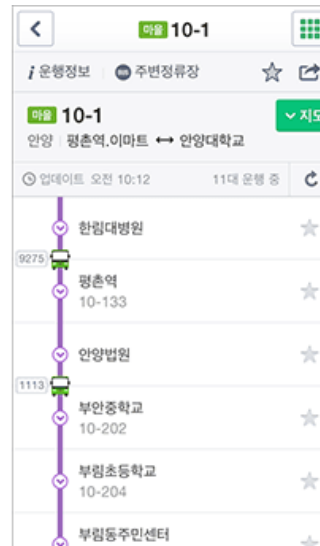 마을 10-1
i 운행정보 주변정류장
마을 10-1 지도
안양 평촌역.이마트 ↔ 안양대학교
업데이트 오전 10:12 11대 운행 중
한림대병원
9275
평촌역
10-133
안양법원
1113
부안중학교
10-202
부림초등학교
10-204
부림동주민센터